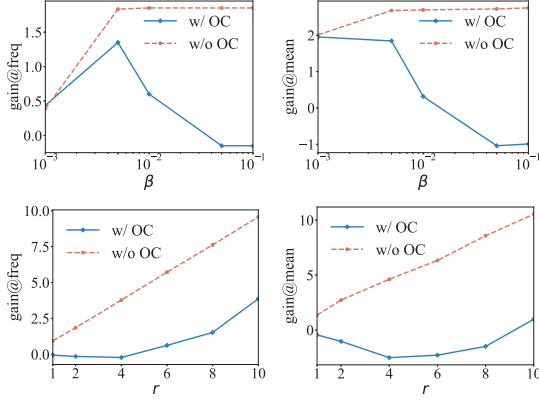 gain@freq
1.5
1.0
0.5
0.0
w/ OC
w/o OC
10⁻³
10⁻²
10⁻¹
β
gain@mean
2
1
0
−1
w/ OC
w/o OC
10⁻³
10⁻²
10⁻¹
β
gain@freq
10.0
7.5
5.0
2.5
0.0
w/ OC
w/o OC
1 2 4 6 8 10
r
gain@mean
10
5
0
w/ OC
w/o OC
1 2 4 6 8 10
r